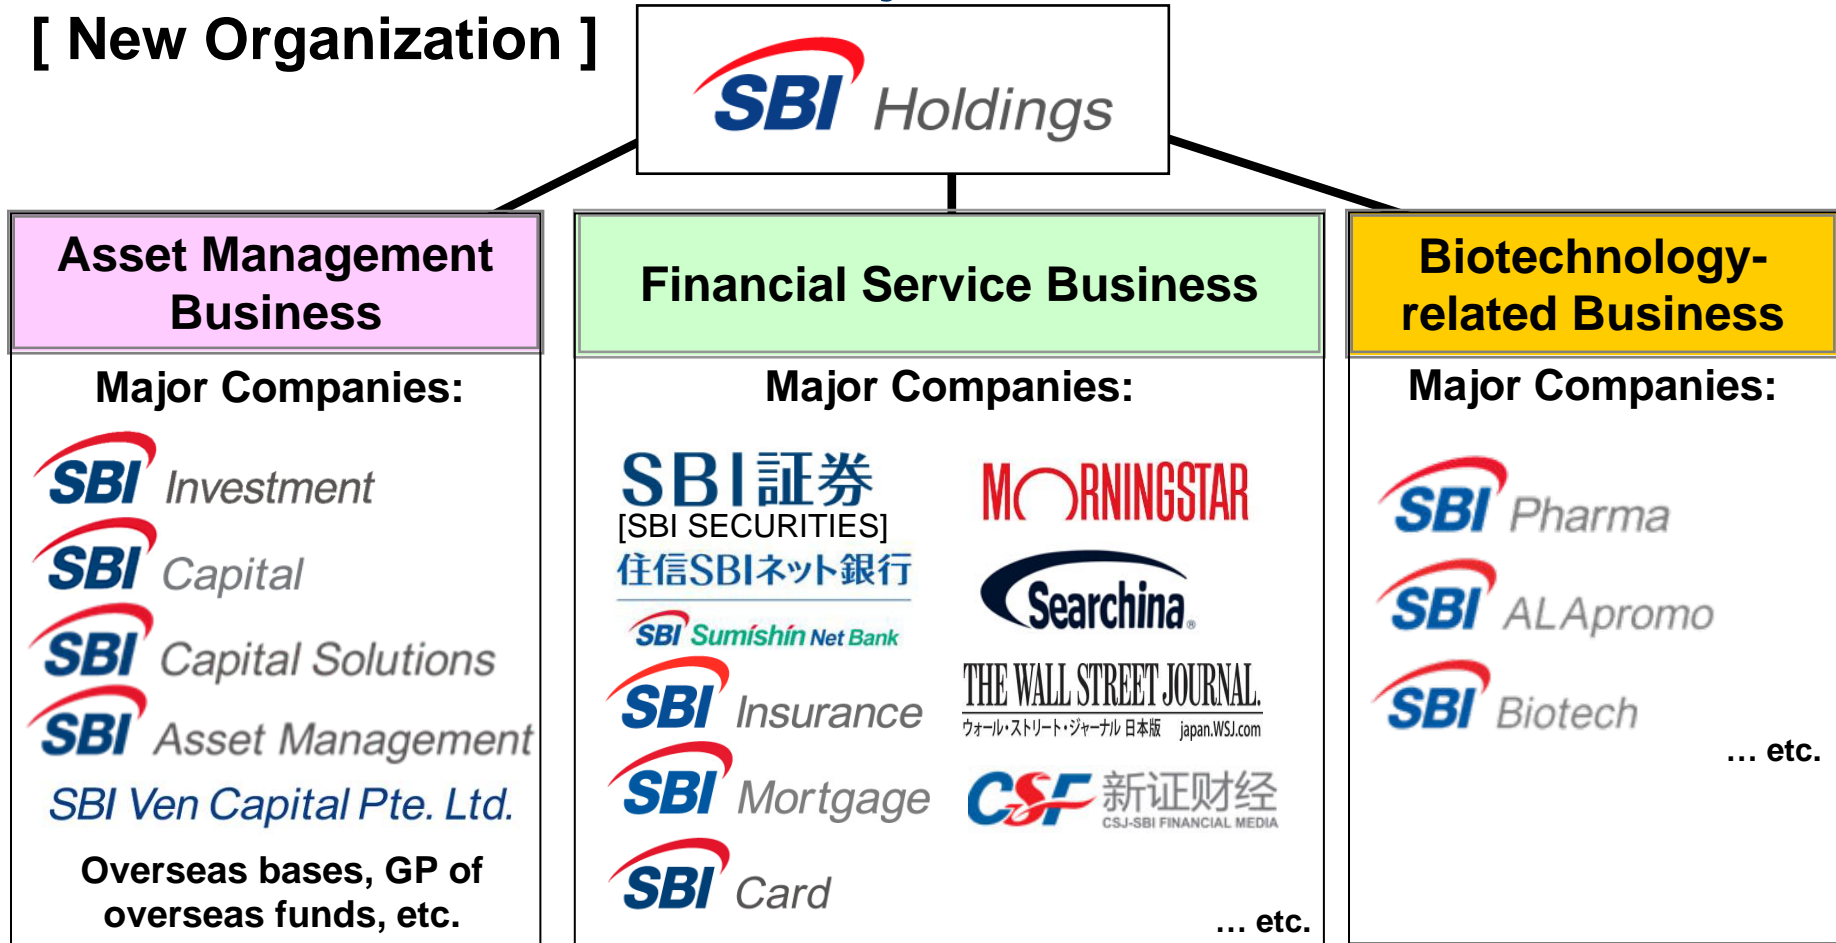 [ New Organization ]
SBI Holdings
Asset Management
Business
Major Companies:
SBI Investment
SBI Capital
SBI Capital Solutions
SBI Asset Management
SBI Ven Capital Pte. Ltd.
Overseas bases, GP of
overseas funds, etc.
Financial Service Business
Major Companies:
SBI証券
[SBI SECURITIES]
住信SBIネット銀行
SBI Sumishin Net Bank
SBI Insurance
SBI Mortgage
SBI Card
MORNINGSTAR
Searchina®
THE WALL STREET JOURNAL.
ウォール・ストリート・ジャーナル 日本版 japan.WSJ.com
CSF 新证财经
CSJ-SBI FINANCIAL MEDIA
... etc.
Biotechnology-
related Business
Major Companies:
SBI Pharma
SBI ALApromo
SBI Biotech
... etc.